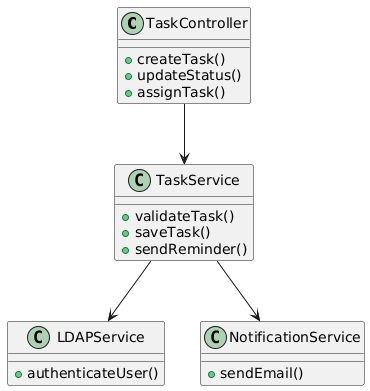 C TaskController
createTask()
updateStatus()
assignTask()
C TaskService
validateTask()
saveTask()
sendReminder()
C LDAPService
authenticateUser()
C NotificationService
sendEmail()